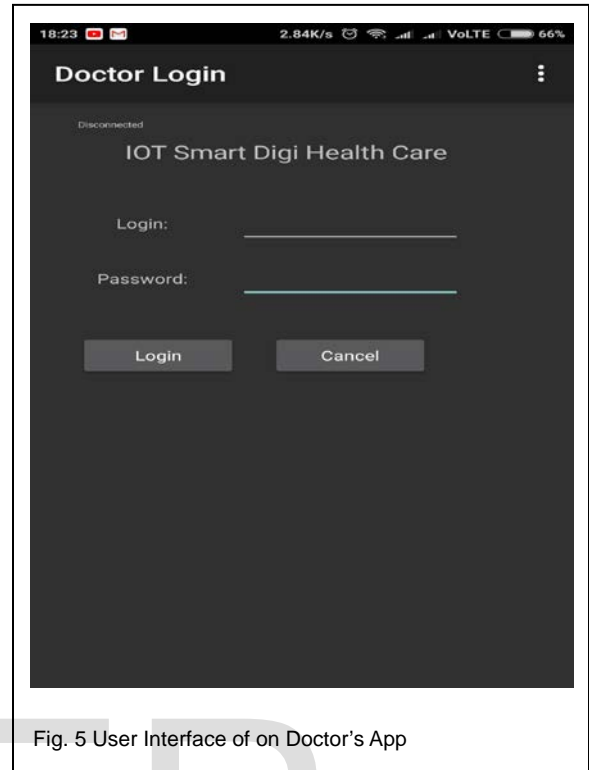 18:23 2.84K/s VoLTE 66%
Doctor Login
Disconnected
IOT Smart Digi Health Care
Login:
Password:
Login Cancel
Fig. 5 User Interface of on Doctor's App